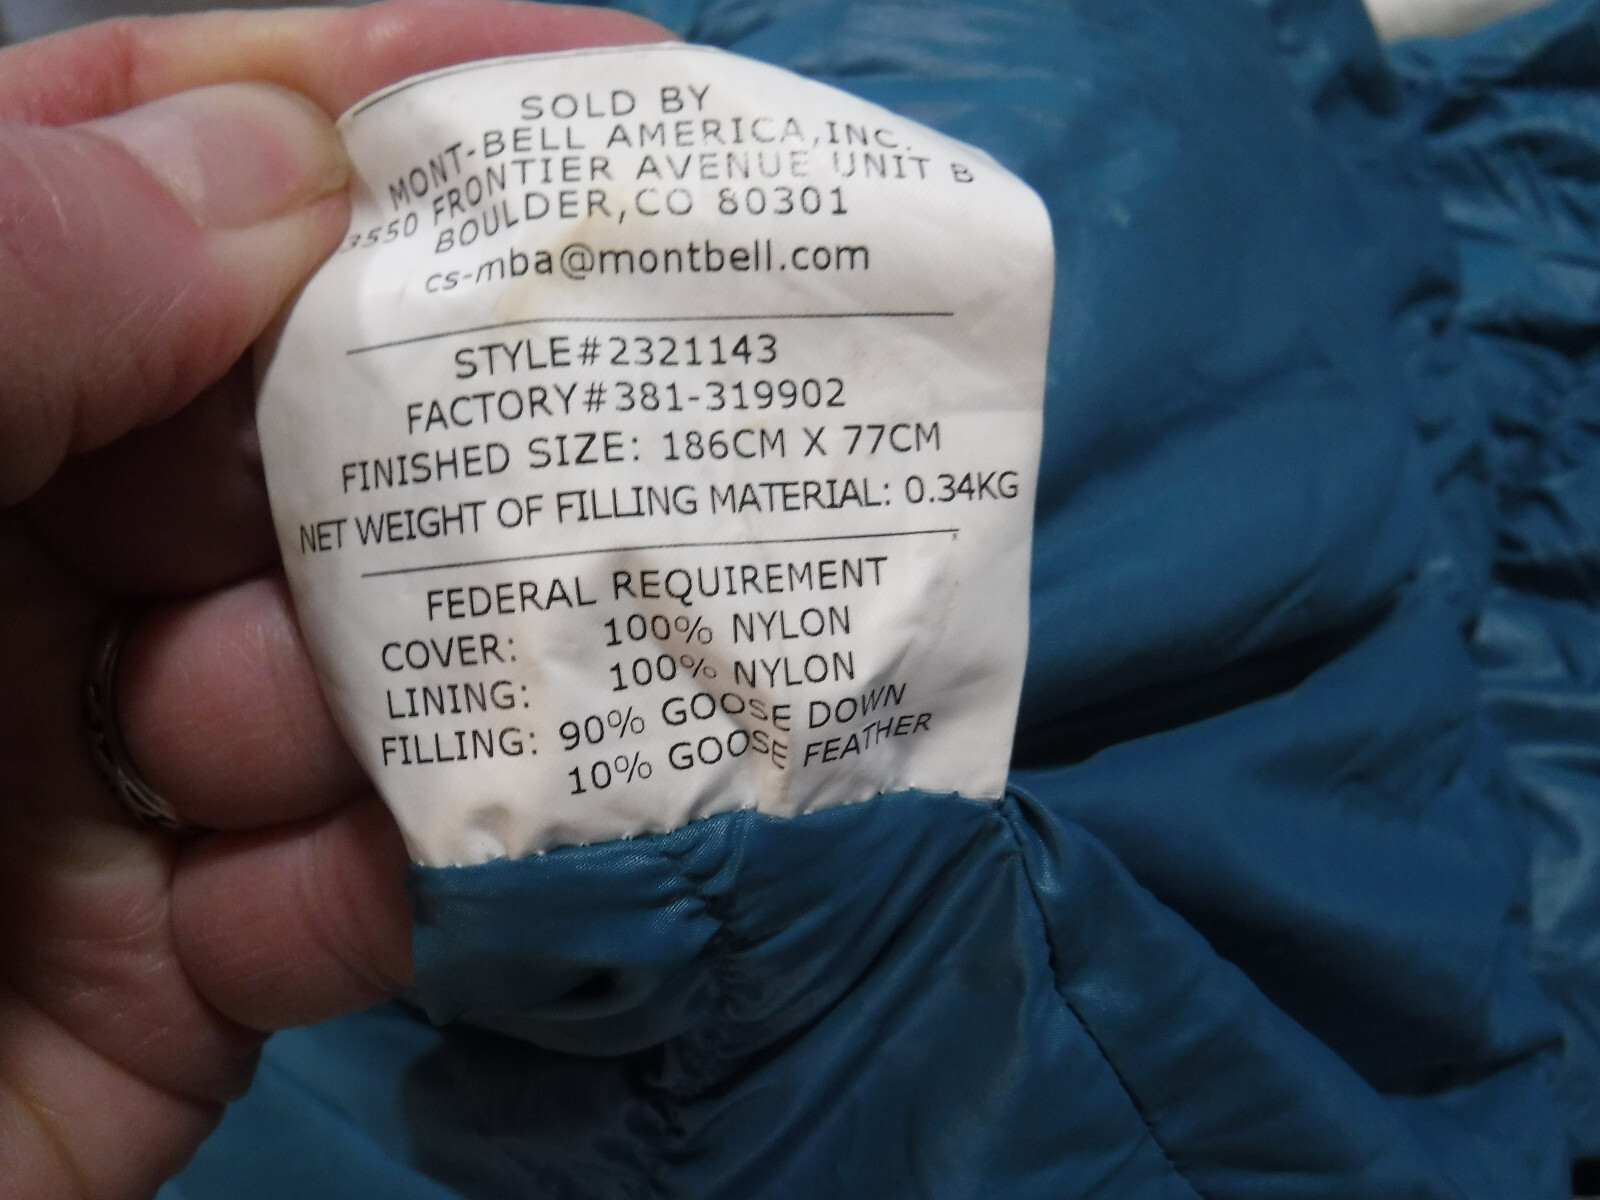 SOLD BY
MONT-BELL AMERICA,INC.
3550 FRONTIER AVENUE UNIT B
BOULDER,CO 80301
cs-mba@montbell.com
STYLE#2321143
FACTORY#381-319902
FINISHED SIZE: 186CM X 77CM
NET WEIGHT OF FILLING MATERIAL: 0.34KG
FEDERAL REQUIREMENT
COVER: 100% NYLON
LINING: 100% NYLON
FILLING: 90% GOOSE DOWN
10% GOOSE FEATHER